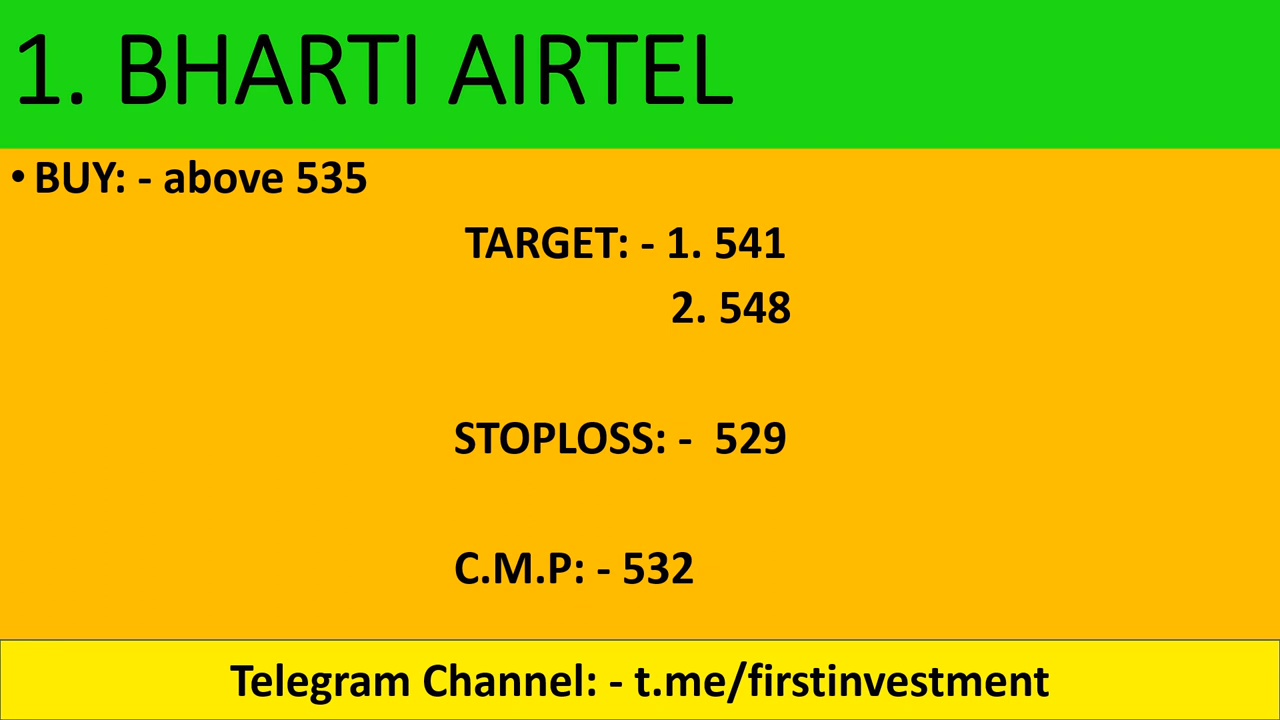 1. BHARTI AIRTEL
• BUY: - above 535
TARGET: - 1. 541
2. 548
STOPLOSS: -  529
C.M.P: - 532
Telegram Channel: - t.me/firstinvestment